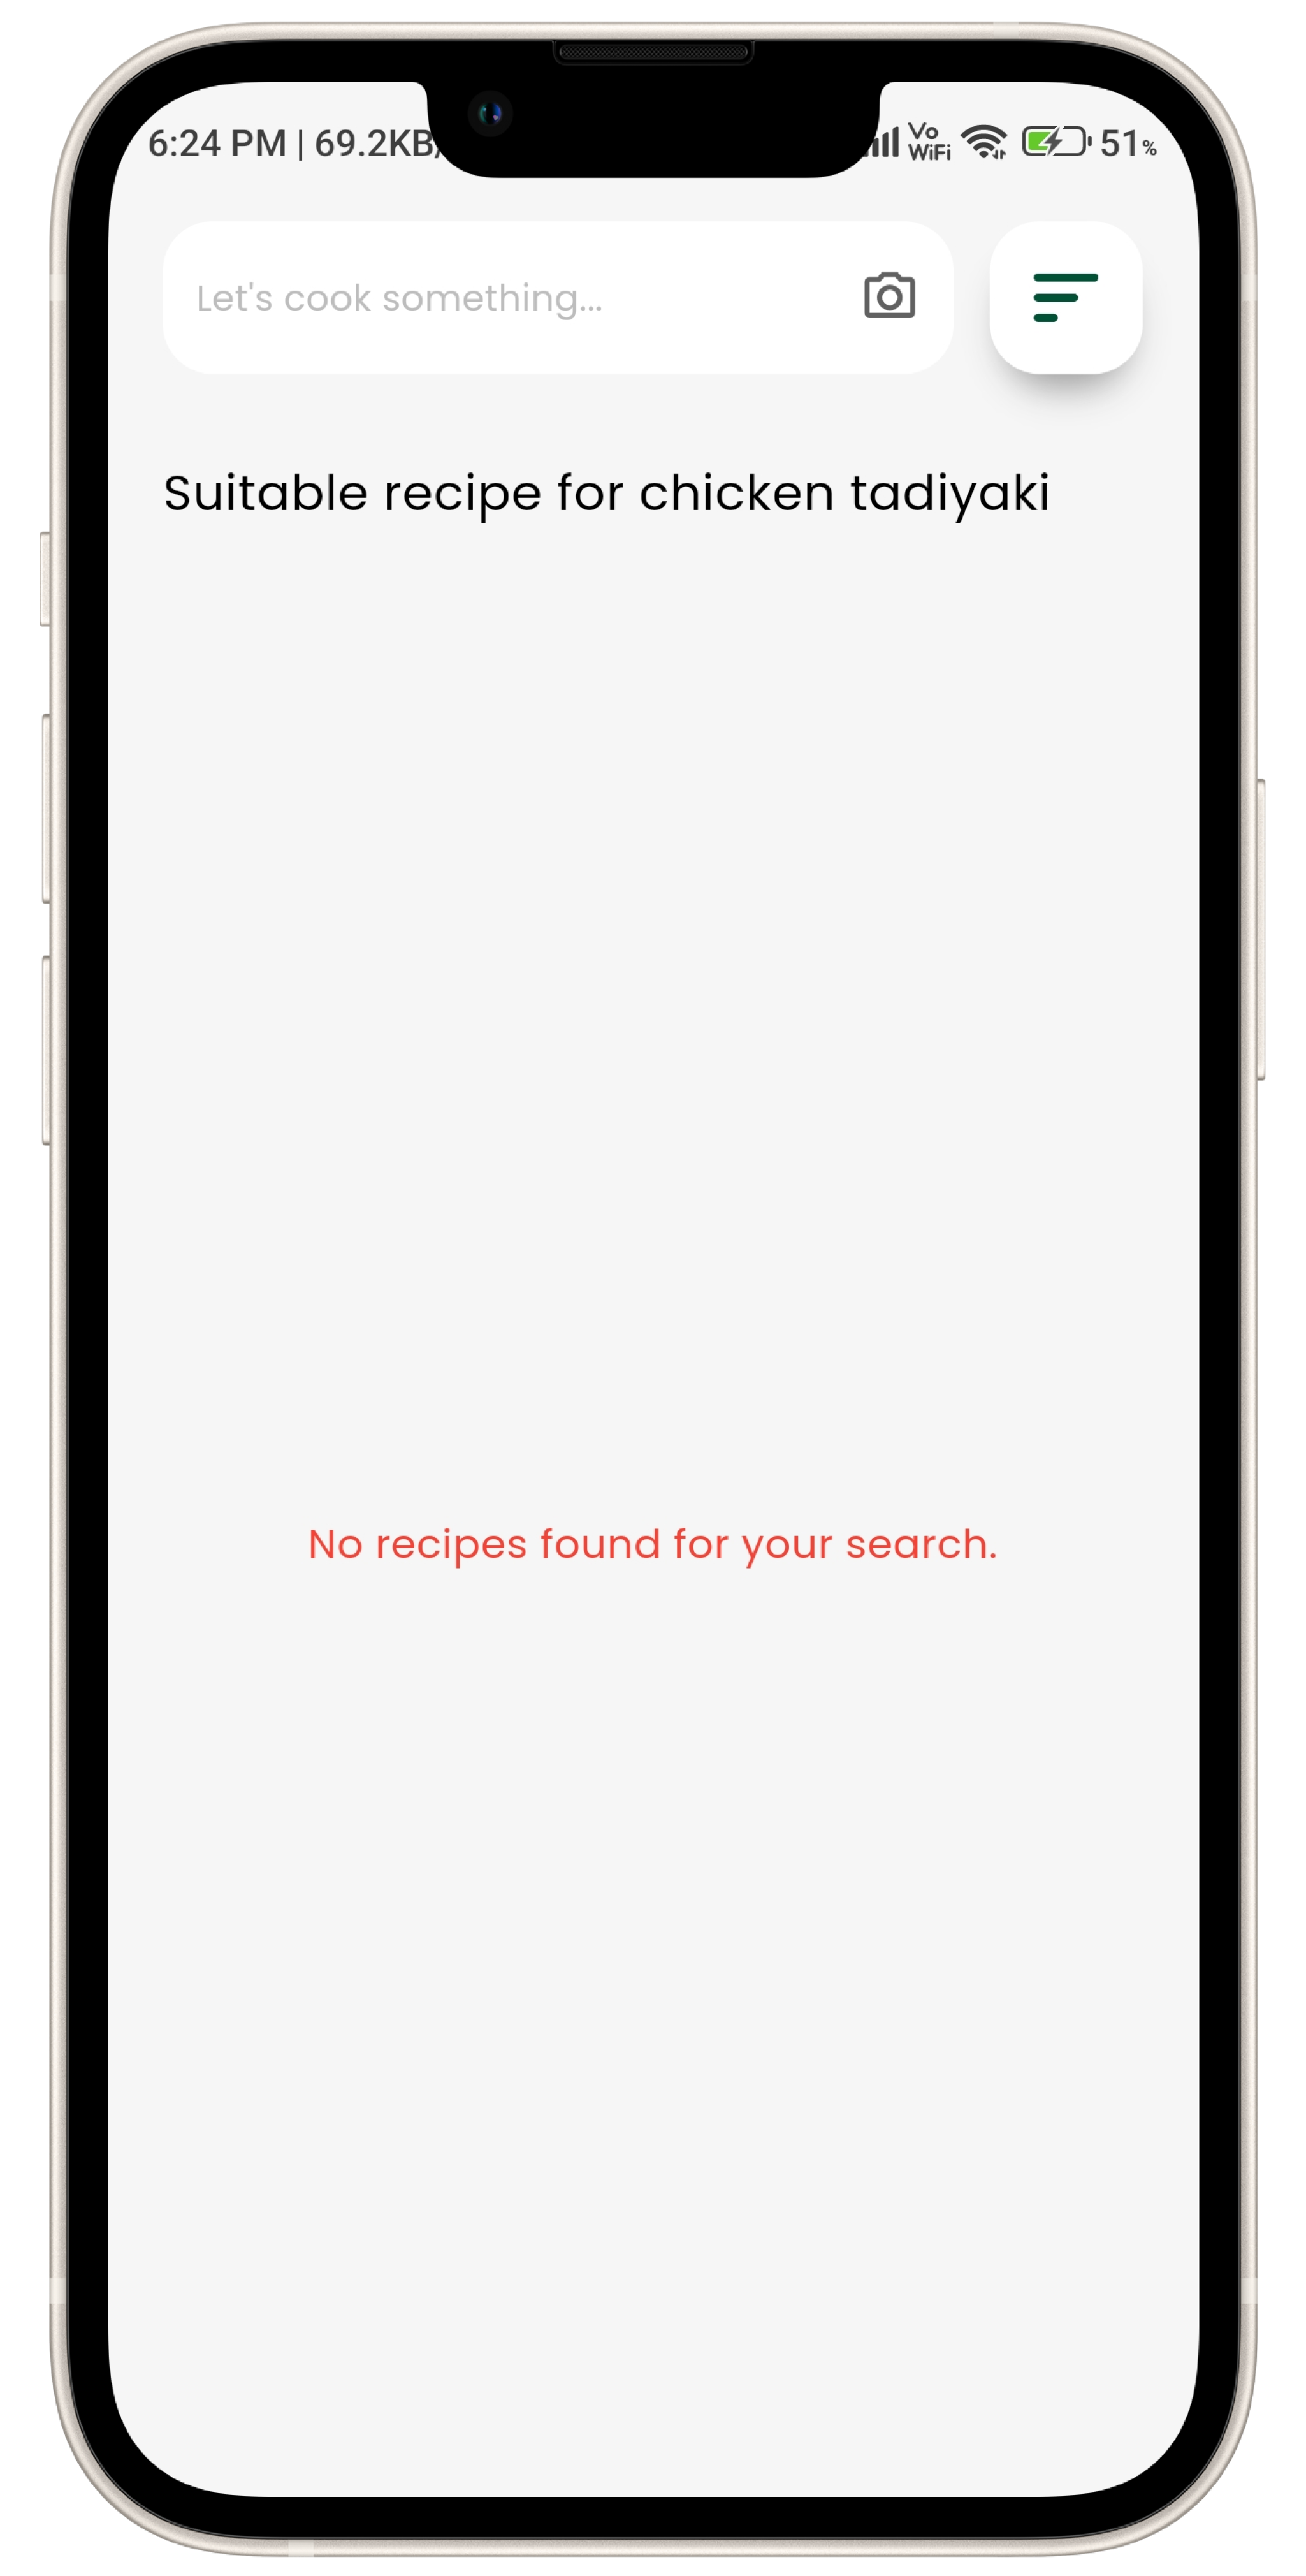 6:24 PM | 69.2KB/
Vo
WiFi
51%
Let's cook something...
Suitable recipe for chicken tadiyaki
No recipes found for your search.